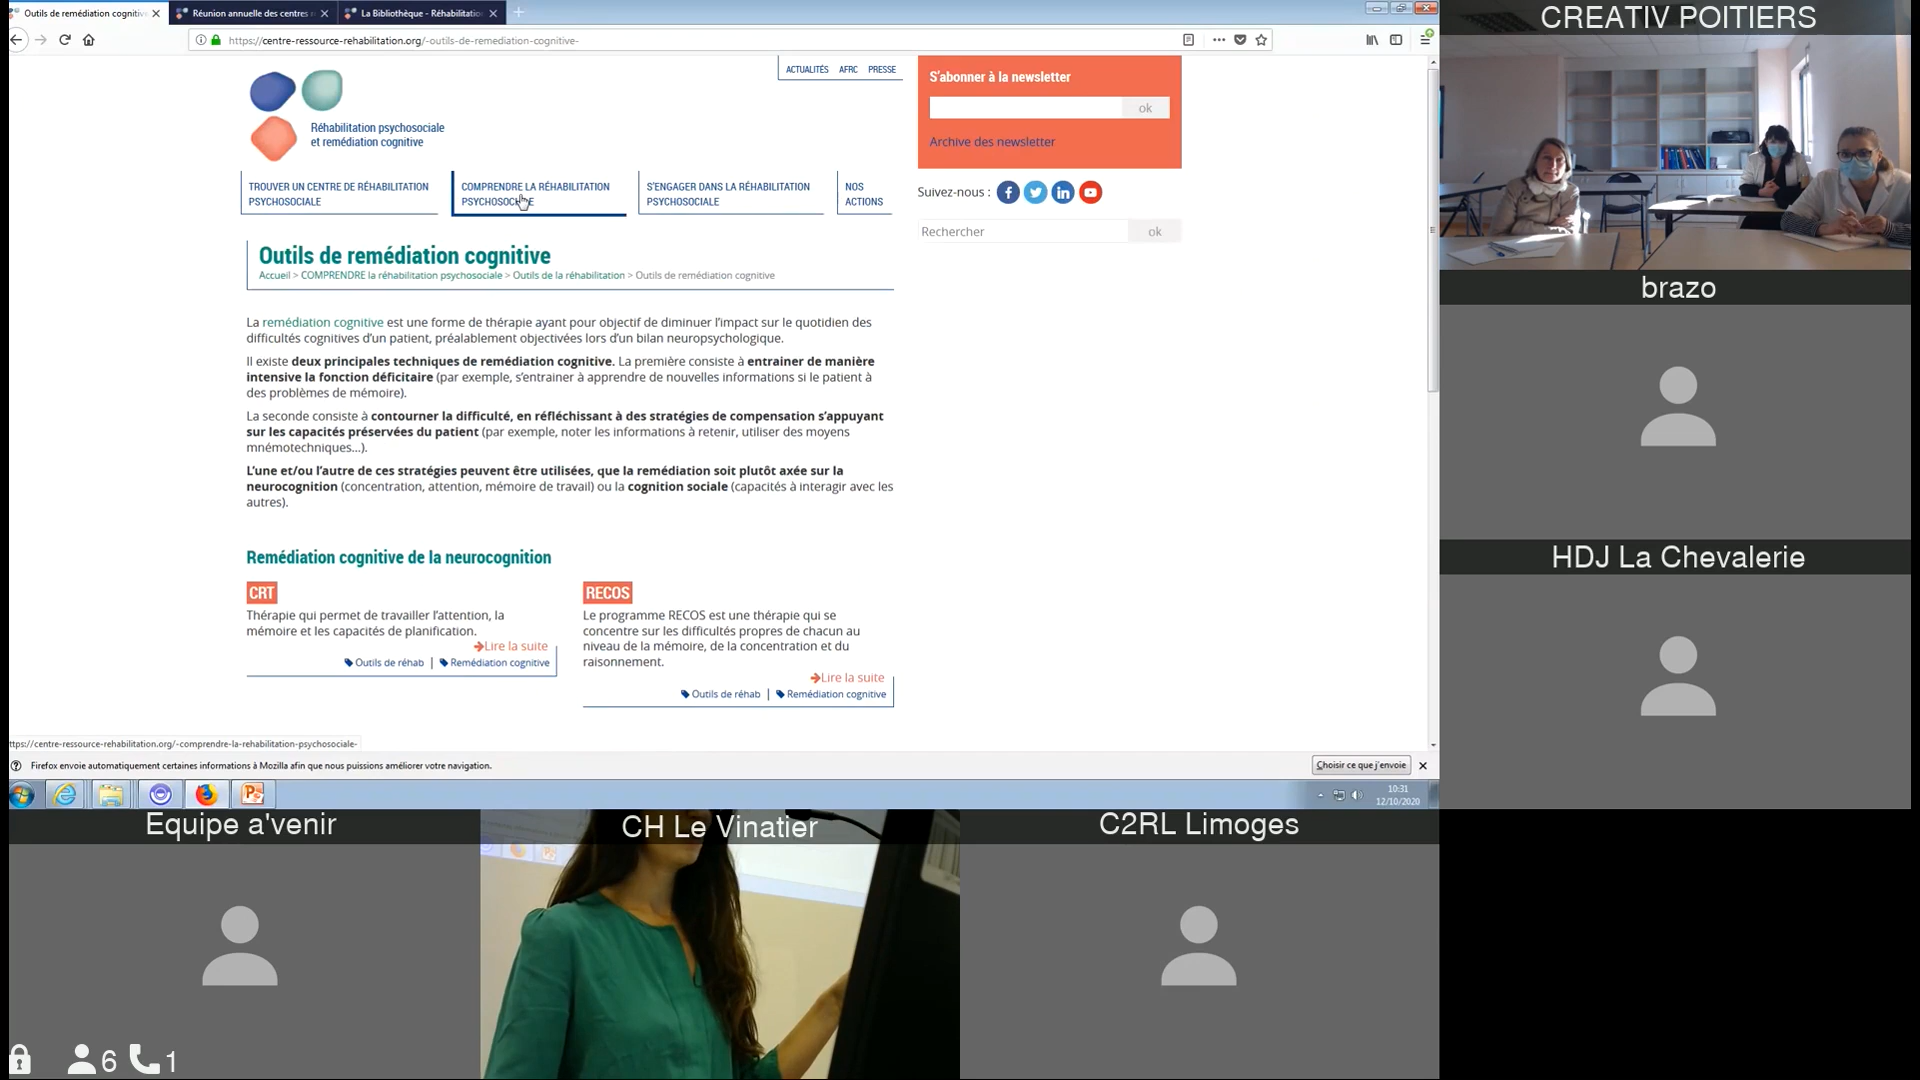 Outils de remédiation cognitiv
Réunion annuelle des centres
La Bibliothèque - Réhabilitatio
https://centre-ressource-rehabilitation.org/-outils-de-remediation-cognitive-
ACTUALITÉS AFRC PRESSE
Réhabilitation psychosociale
et remédiation cognitive
TROUVER UN CENTRE DE RÉHABILITATION
PSYCHOSOCIALE
COMPRENDRE LA RÉHABILITATION
PSYCHOSOCIALE
S'ENGAGER DANS LA RÉHABILITATION
PSYCHOSOCIALE
NOS
ACTIONS
S'abonner à la newsletter
ok
Archive des newsletter
Suivez-nous :
Rechercher
ok
Outils de remédiation cognitive
Accueil > COMPRENDRE la réhabilitation psychosociale > Outils de la réhabilitation > Outils de remédiation cognitive
La remédiation cognitive est une forme de thérapie ayant pour objectif de diminuer l'impact sur le quotidien des
difficultés cognitives d'un patient, préalablement objectivées lors d'un bilan neuropsychologique.
Il existe deux principales techniques de remédiation cognitive. La première consiste à entrainer de manière
intensive la fonction déficitaire (par exemple, s'entrainer à apprendre de nouvelles informations si le patient à
des problèmes de mémoire).
La seconde consiste à contourner la difficulté, en réfléchissant à des stratégies de compensation s'appuyant
sur les capacités préservées du patient (par exemple, noter les informations à retenir, utiliser des moyens
mnémotechniques...).
L'une et/ou l'autre de ces stratégies peuvent être utilisées, que la remédiation soit plutôt axée sur la
neurocognition (concentration, attention, mémoire de travail) ou la cognition sociale (capacités à interagir avec les
autres).
Remédiation cognitive de la neurocognition
CRT
Thérapie qui permet de travailler l'attention, la
mémoire et les capacités de planification.
Lire la suite
Outils de réhab | Remédiation cognitive
RECOS
Le programme RECOS est une thérapie qui se
concentre sur les difficultés propres de chacun au
niveau de la mémoire, de la concentration et du
raisonnement.
Lire la suite
Outils de réhab | Remédiation cognitive
ttps://centre-ressource-rehabilitation.org/-comprendre-la-rehabilitation-psychosociale-
Firefox envoie automatiquement certaines informations à Mozilla afin que nous puissions améliorer votre navigation.
Choisir ce que j'envoie
10:31
12/10/2020
CREATIV POITIERS
brazo
HDJ La Chevalerie
Equipe a'venir
CH Le Vinatier
C2RL Limoges
6 1